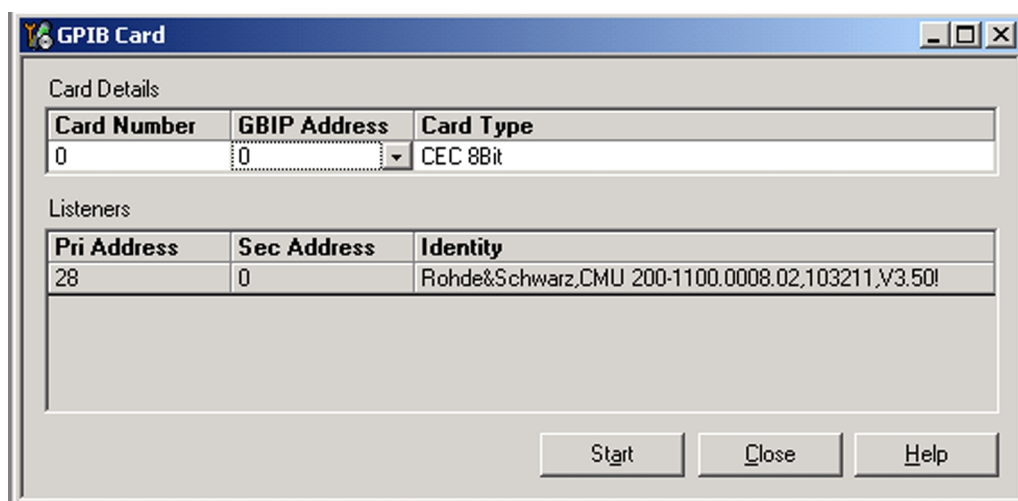 GPIB Card
Card Details
Card Number GBIP Address Card Type
0 0 CEC 8Bit
Listeners
Pri Address Sec Address Identity
28 0 Rohde&Schwarz,CMU 200-1100.0008.02,103211,V3.50!
Start Close Help